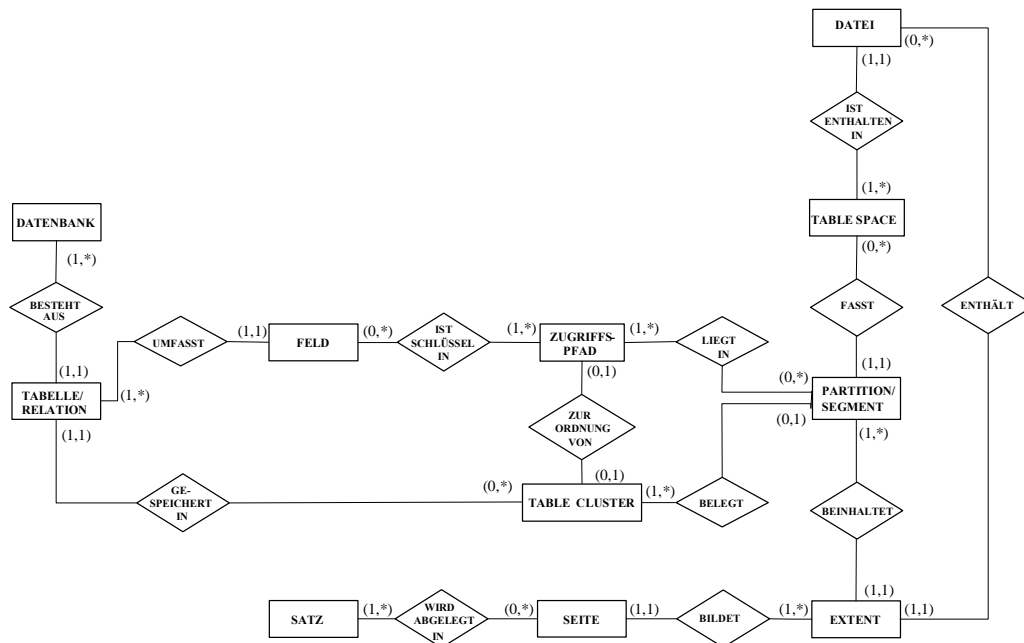 DATEI
(0,*)
(1,1)
IST
ENTHALTEN
IN
(1,*)
DATENBANK
TABLE SPACE
(0,*)
(1,*)
BESTEHT
AUS
FASST
ENTHÄLT
UMFASST
(1,1)
FELD
(0,*)
IST
SCHLÜSSEL
IN
(1,*)
ZUGRIFFS-
PFAD
(1,*)
LIEGT
IN
(1,1)
(1,1)
(0,1)
(0,*)
TABELLE/
RELATION
(1,*)
PARTITION/
SEGMENT
(1,1)
ZUR
ORDNUNG
VON
(0,1)
(1,*)
(0,1)
GE-
SPEICHERT
IN
(0,*)
TABLE CLUSTER
(1,*)
BELEGT
BEINHALTET
(1,1)
SATZ
(1,*)
WIRD
ABGELEGT
IN
(0,*)
SEITE
(1,1)
BILDET
(1,*)
EXTENT
(1,1)